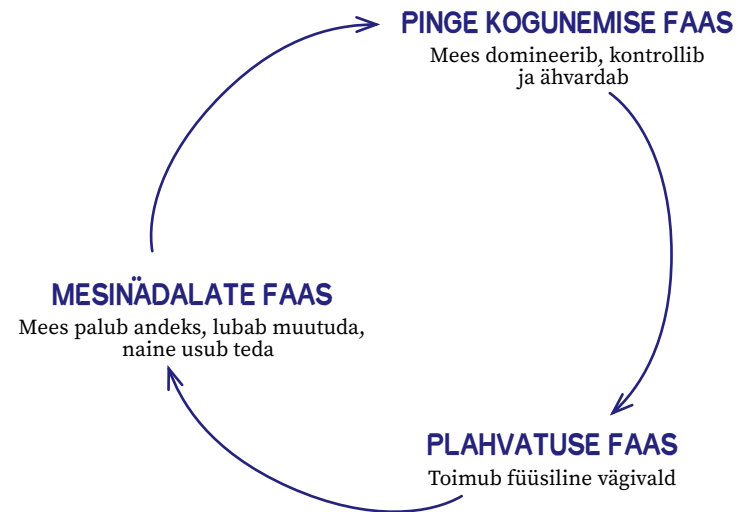 PINGE KOGUNEMISE FAAS
Mees domineerib, kontrollib
ja ähvardab
MESINÄDALATE FAAS
Mees palub andeks, lubab muutuda,
naine usub teda
PLAHVATUSE FAAS
Toimub füüsiline vägivald